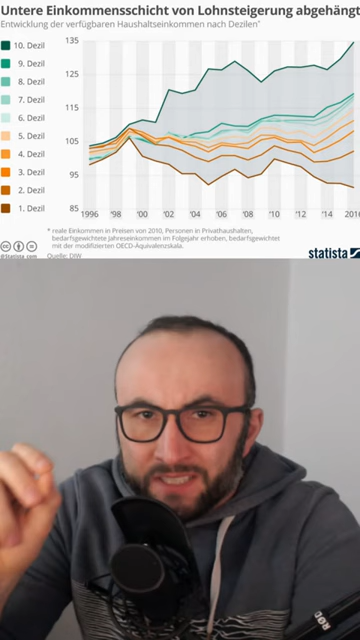 Untere Einkommensschicht von Lohnsteigerung abgehängt
Entwicklung der verfügbaren Haushaltseinkommen nach Dezilen*
10. Dezil
9. Dezil
8. Dezil
7. Dezil
6. Dezil
5. Dezil
4. Dezil
3. Dezil
2. Dezil
1. Dezil
135
125
115
105
95
85
1996 '98 '00 '02 '04 '06 '08 '10 '12 '14 2016
* reale Einkommen in Preisen von 2010, Personen in Privathaushalten,
bedarfsgewichtete Jahreseinkommen im Folgejahr erhoben, bedarfsgewichtet
mit der modifizierten OECD-Äquivalenzskala.
@Statista_com
Quelle: DIW
statista
RØD